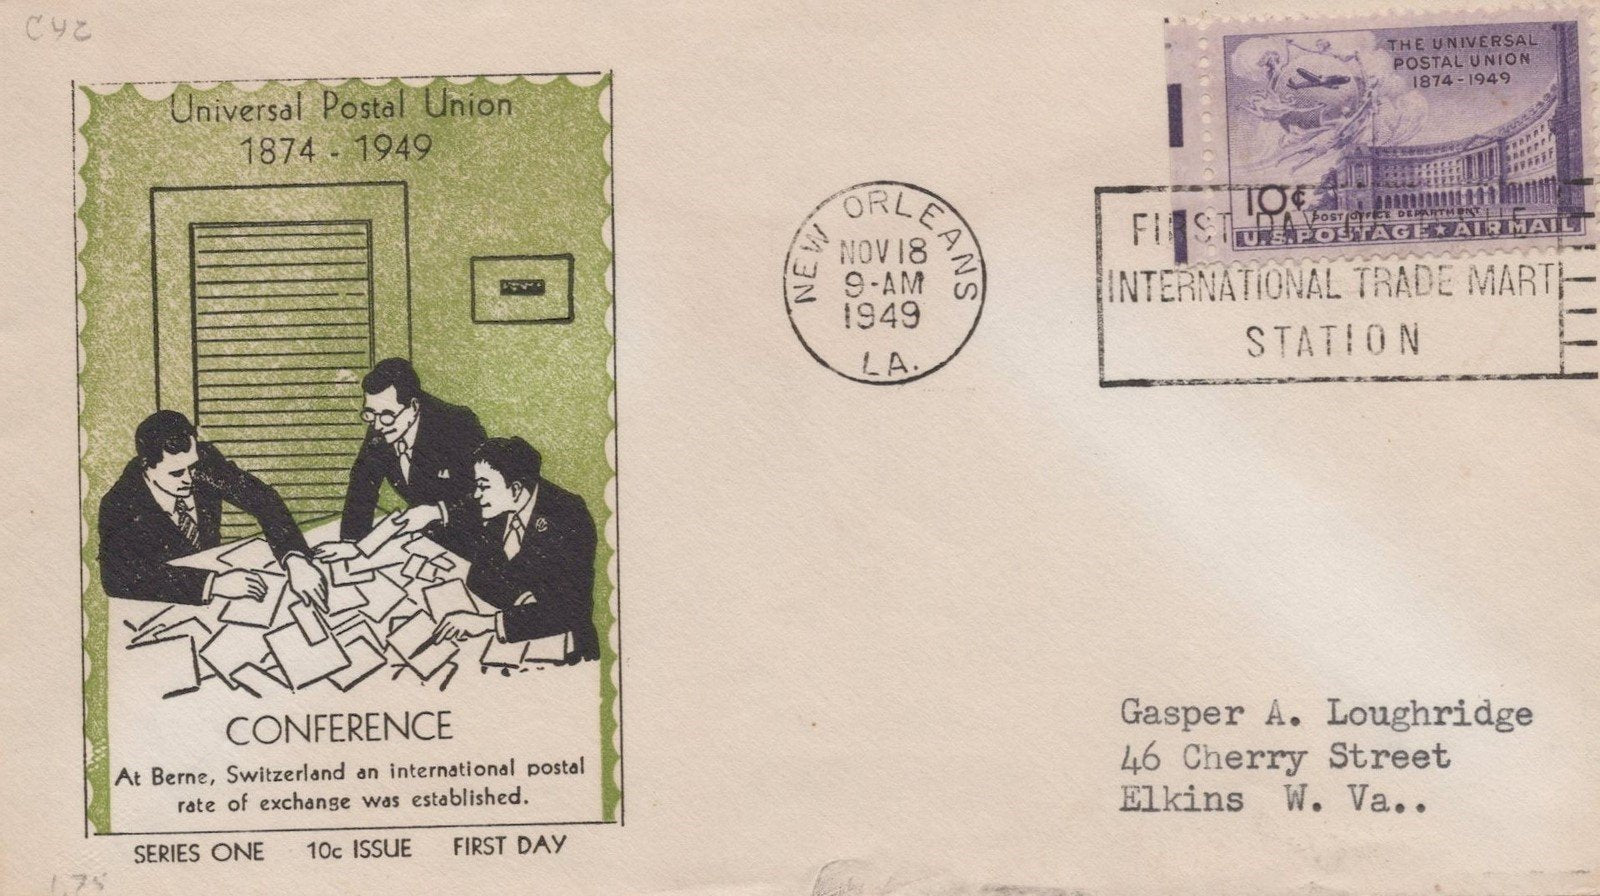 C42
Universal Postal Union
1874 - 1949
CONFERENCE
At Berne, Switzerland an international postal
rate of exchange was established.
SERIES ONE 10c ISSUE FIRST DAY
1.75
NEW ORLEANS
NOV 18
9-AM
1949
LA.
THE UNIVERSAL
POSTAL UNION
1874-1949
10¢
POST OFFICE DEPARTMENT
U.S. POSTAGE ★ AIR MAIL
FIRST DAY
INTERNATIONAL TRADE MART
STATION
Gasper A. Loughridge
46 Cherry Street
Elkins W. Va..